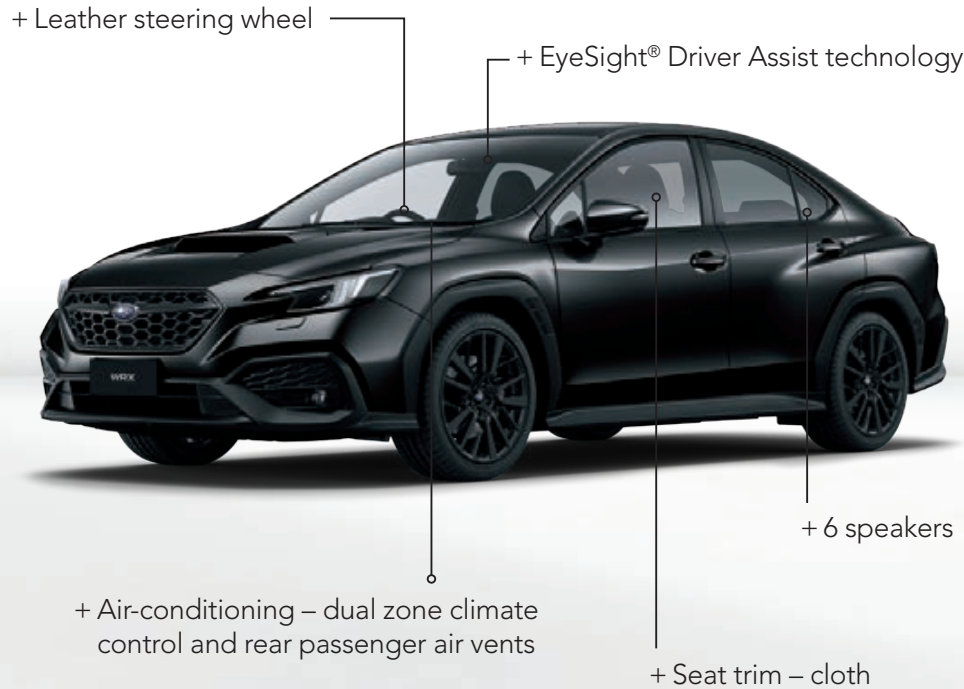 + Leather steering wheel
+ EyeSight® Driver Assist technology
WRX
+ 6 speakers
+ Air-conditioning – dual zone climate
control and rear passenger air vents
+ Seat trim – cloth